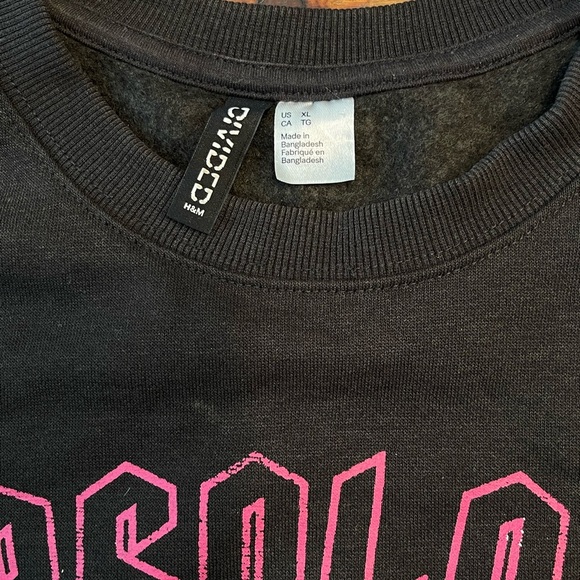 DIVIDED
H&M
US XL
CA TG
Made in
Bangladesh
Fabriqué en
Bangladesh